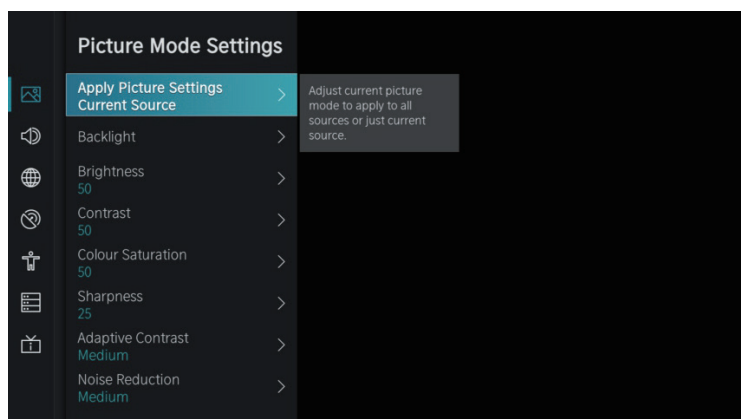 Picture Mode Settings
Apply Picture Settings
Current Source
Adjust current picture
mode to apply to all
sources or just current
source.
Backlight
Brightness
50
Contrast
50
Colour Saturation
50
Sharpness
25
Adaptive Contrast
Medium
Noise Reduction
Medium